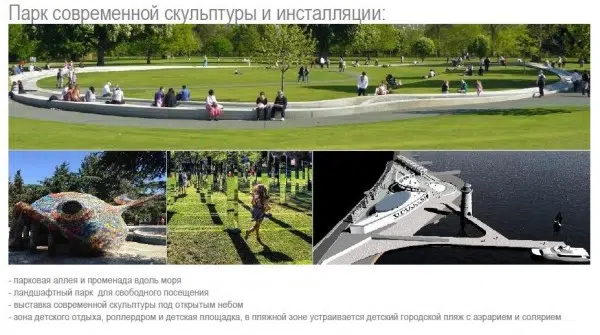 Парк современной скульптуры и инсталляции:
- парковая аллея и променада вдоль моря
- ландшафтный парк для свободного посещения
- выставка современной скульптуры под открытым небом
- зона детского отдыха, роллердром и детская площадка, в пляжной зоне устраивается детский городской пляж с аэрарием и солярием